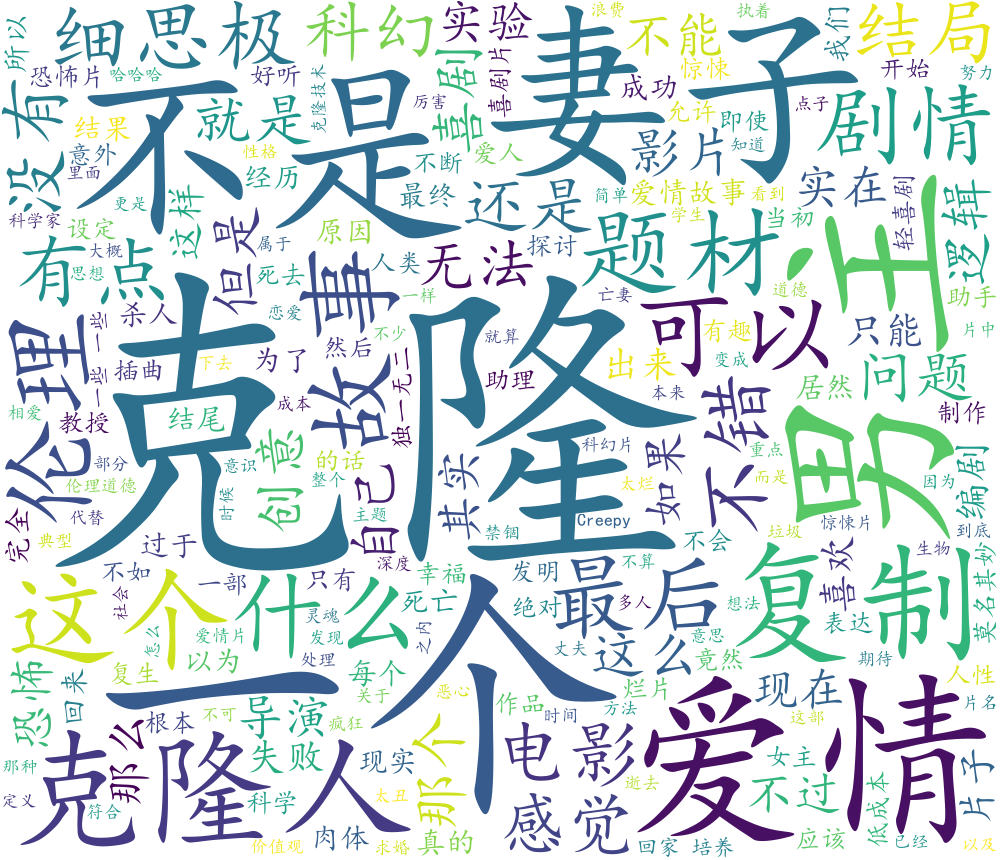 所以
细思极
恐怖片
哈哈哈
好听
科幻
克隆技术
实验
厉害
喜剧
喜剧片
浪费
不能
惊悚
成功
允许
执着
我们
即使
知道
点子
结局
开始
努力
没有
结果
意外
里面
不
是
就是
性格
经历
不断
爱人
妻子
影片
剧情
科学家
更是
这样
最终
还是
简单
爱情故事
看到
实在
轻喜剧
逻辑
设定
大概
属于
但是
原因
探讨
学生
当初
有点
思想
死去
人类
无法
题材
男主
助手
恋爱
故事
一样
亡妻
道德
伦理
一些
一些
杀人
不少
就算
可以
有趣
只能
片中
插曲
为了
然后
独一无二
助理
出来
变成
居然
问题
下去
相爱
教授
结尾
成本
克隆
本来
制作
不错
部分
创意
意识
的话
科幻片
如果
重点
而是
编剧
因为
伦理道德
整个
自己
其实
太烂
完全
代替
时候
主题
禁锢
Creepy
垃圾
惊悚片
到底
典型
过于
深度
不会
喜欢
生物
莫名其妙
这个
什么
不如
一部
只有
幸福
发明
不算
复制
社会
灵魂
死亡
绝对
最后
多人
想法
表达
怎么
爱情片
发现
一个
之内
丈夫
意思
恐怖
复生
以为
处理
每个
这么
竟然
期待
回来
关于
恶心
烂片
现在
人性
导演
作品
根本
不可
疯狂
那个
时间
方法
这部
片名
那种
那么
失败
现实
电影
爱情
女主
片子
定义
克隆人
科学
太丑
逝去
不过
低成本
符合
肉体
感觉
价值观
求婚
真的
回家
培养
应该
已经
以及